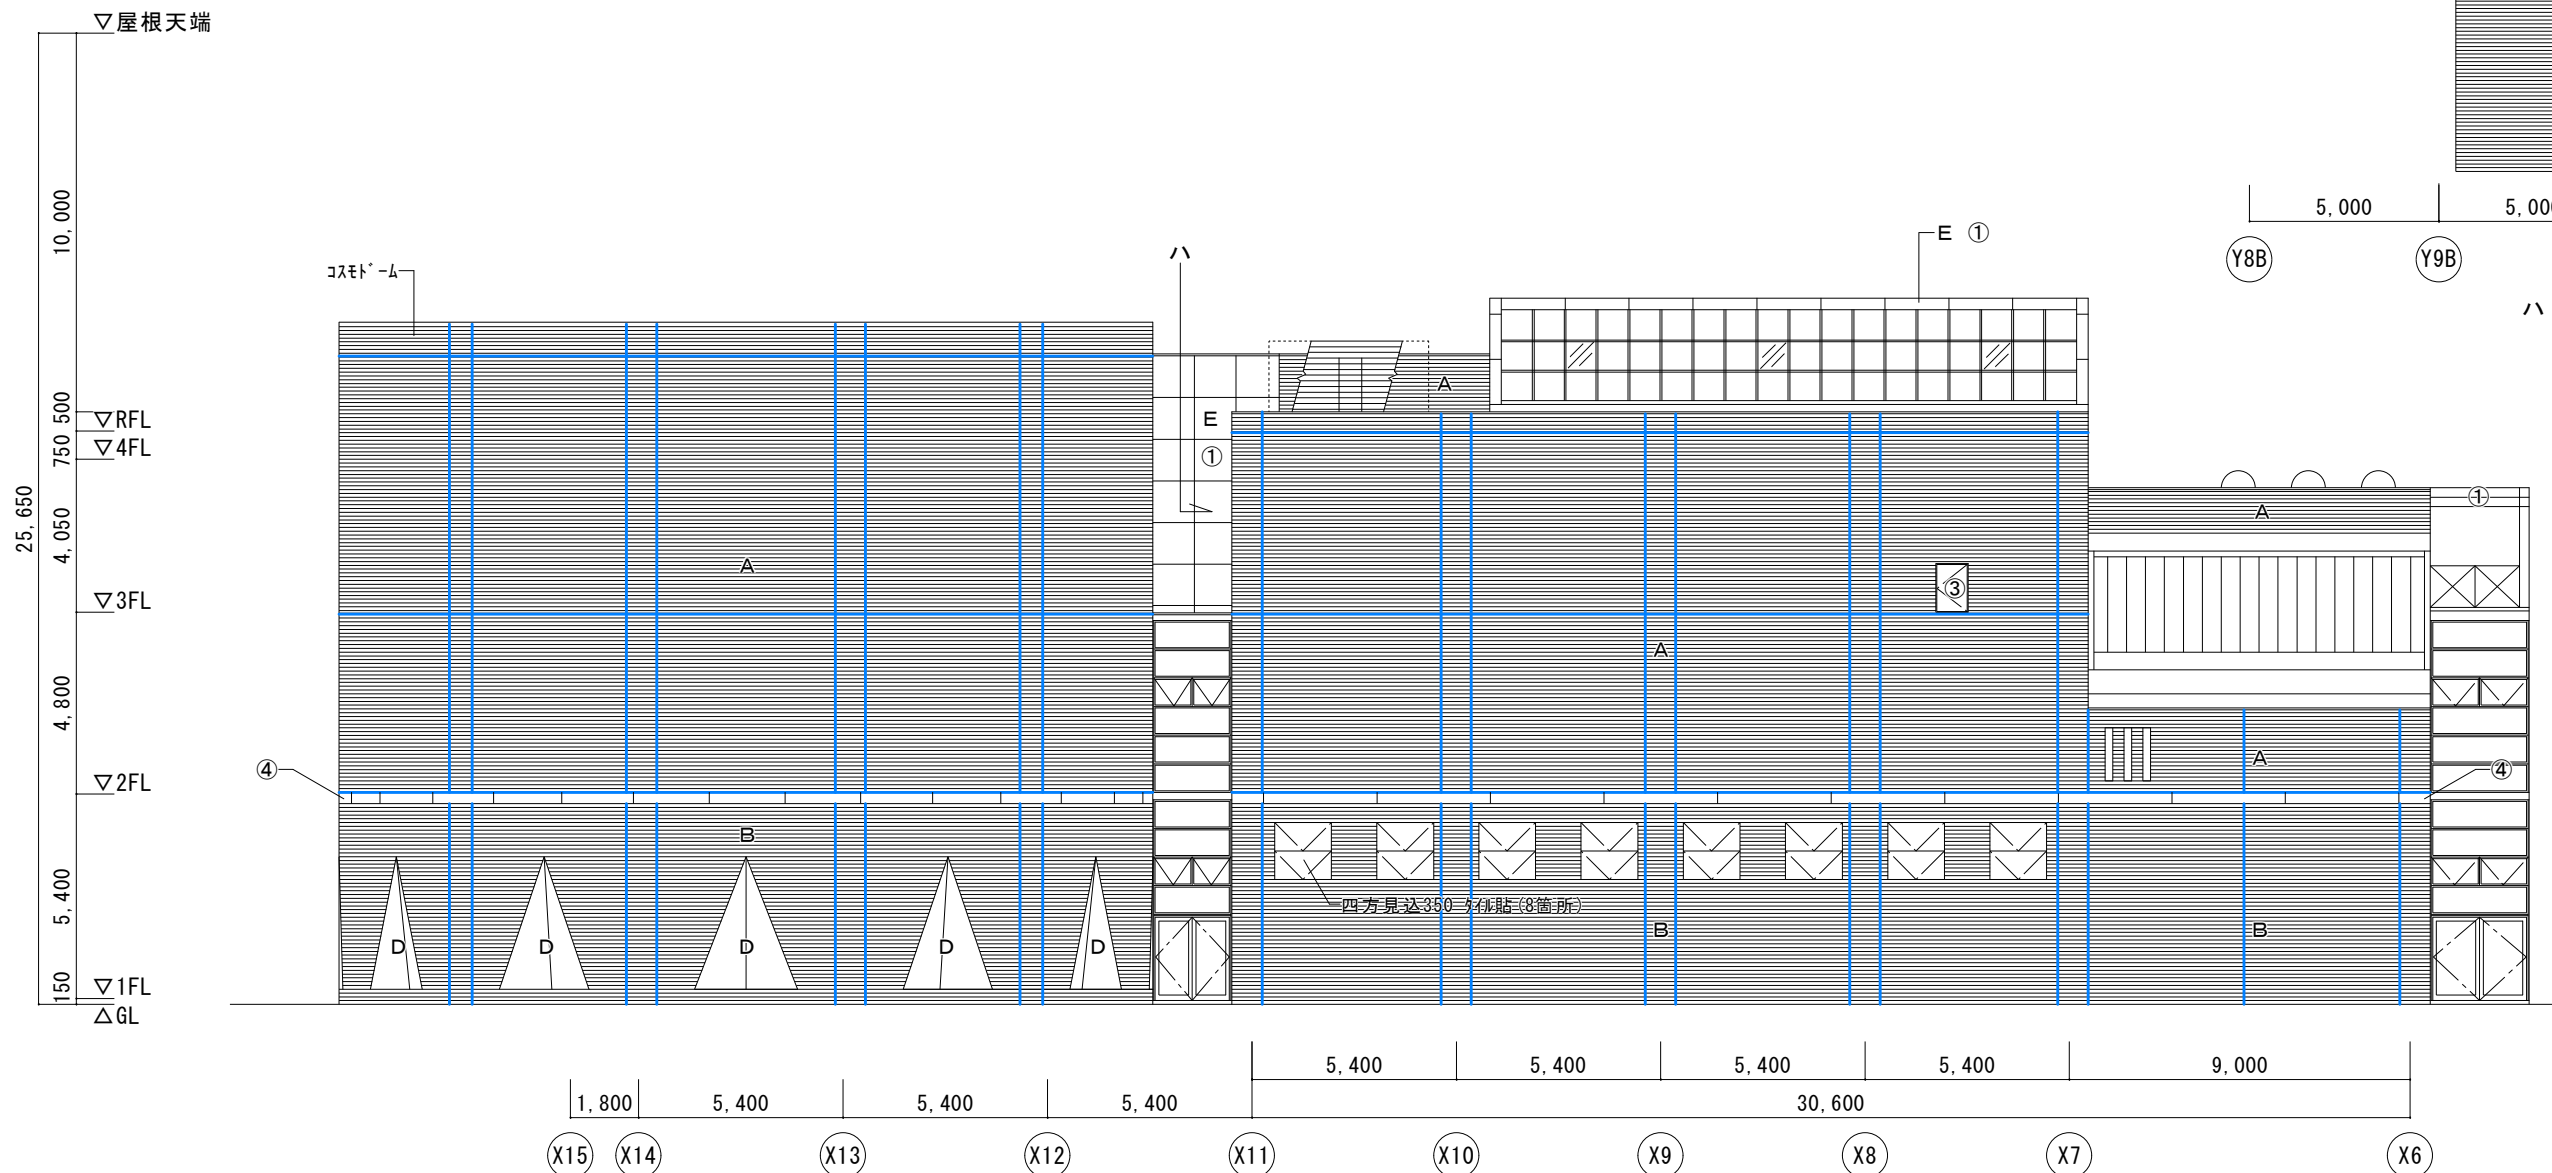 ▽屋根天端
10,000
500
▽RFL
750
▽4FL
25,650
4,050
▽3FL
4,800
▽2FL
5,400
150
▽1FL
△GL
コスモドーム
ハ
E ①
5,000
Y8B
Y9B
ハ
A
E
①
A
A
③
①
A
A
④
④
B
D
D
D
D
D
四方見込350 タイル貼(8箇所)
B
B
5,400
5,400
5,400
5,400
9,000
1,800
5,400
5,400
5,400
30,600
X15
X14
X13
X12
X11
X10
X9
X8
X7
X6